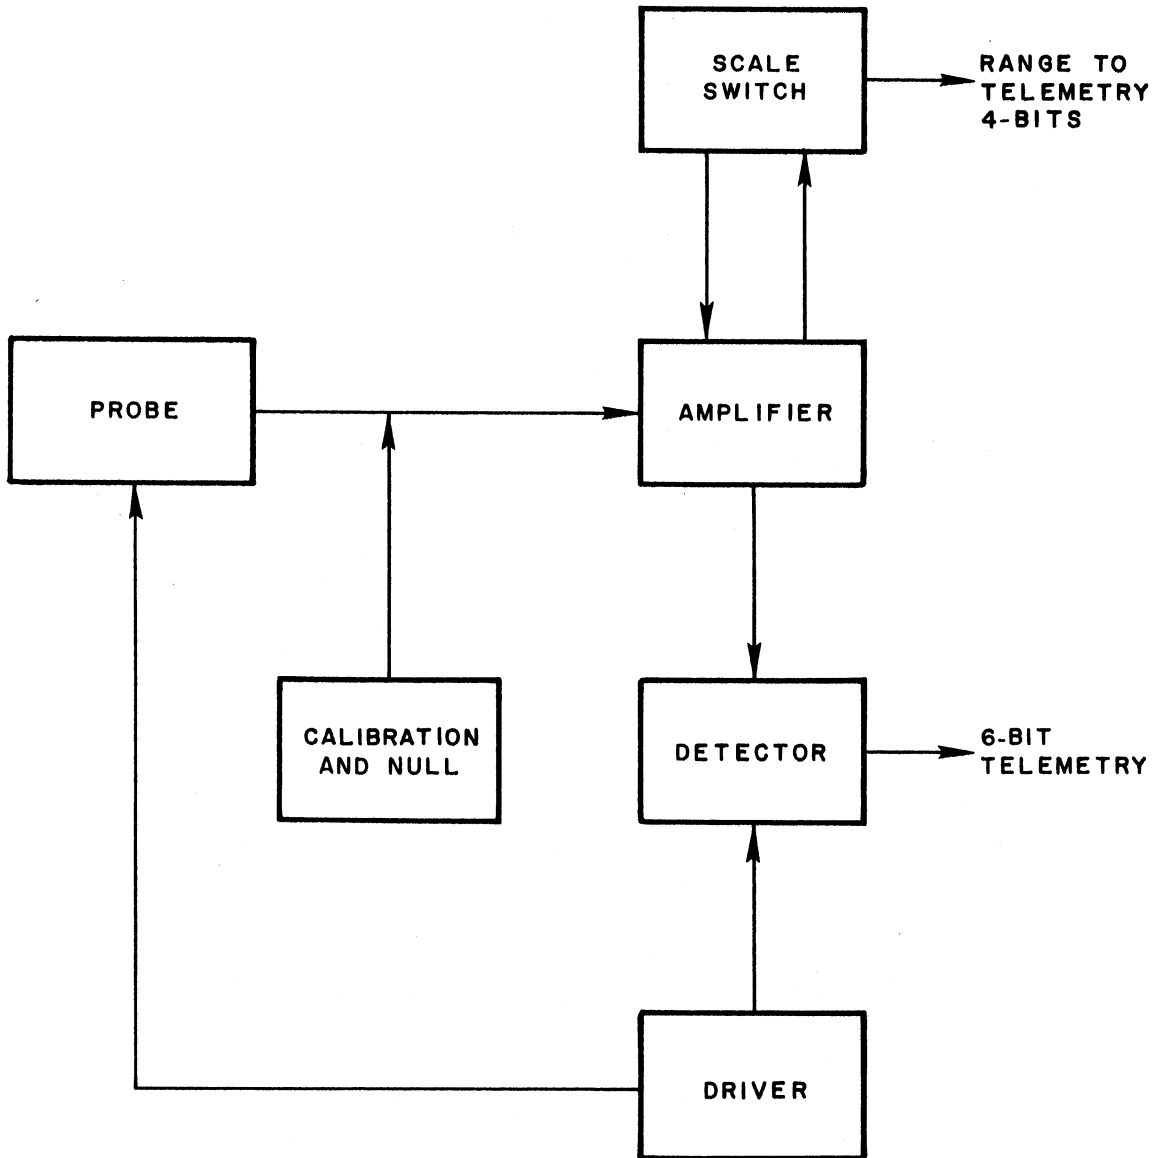 SCALE
SWITCH
RANGE TO
TELEMETRY
4-BITS
PROBE
AMPLIFIER
CALIBRATION
AND NULL
DETECTOR
6-BIT
TELEMETRY
DRIVER